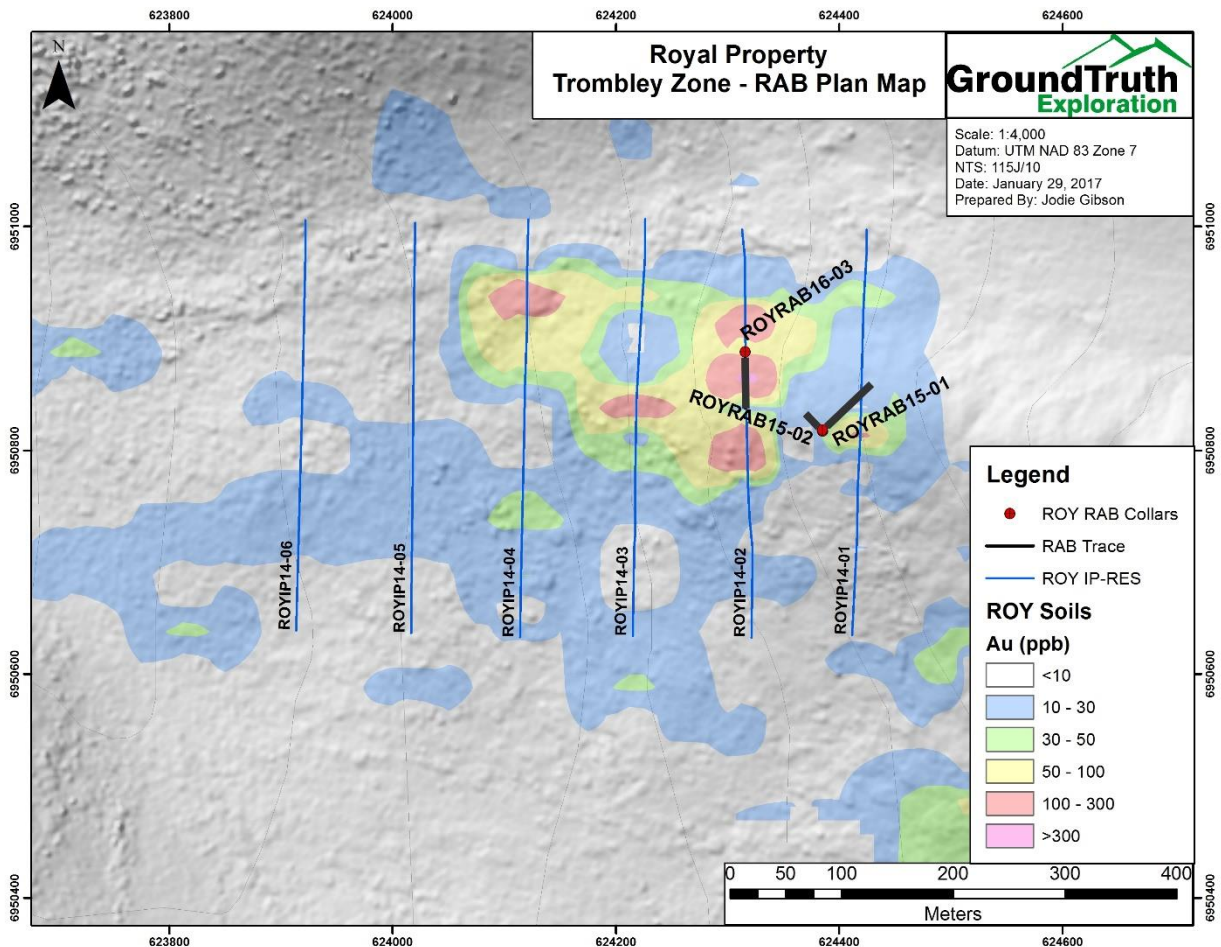 623800
624000
624200
624400
624600
N
Royal Property
Trombley Zone - RAB Plan Map
GroundTruth
Exploration
Scale: 1:4,000
Datum: UTM NAD 83 Zone 7
NTS: 115J/10
Date: January 29, 2017
Prepared By: Jodie Gibson
6951000
6951000
ROYRAB16-03
ROYRAB15-02
ROYRAB15-01
6950800
6950800
ROYIP14-06
ROYIP14-05
ROYIP14-04
ROYIP14-03
ROYIP14-02
ROYIP14-01
6950600
6950600
Legend
ROY RAB Collars
RAB Trace
ROY IP-RES
ROY Soils
Au (ppb)
<10
10 - 30
30 - 50
50 - 100
100 - 300
>300
0 50 100 200 300 400
Meters
6950400
6950400
623800
624000
624200
624400
624600